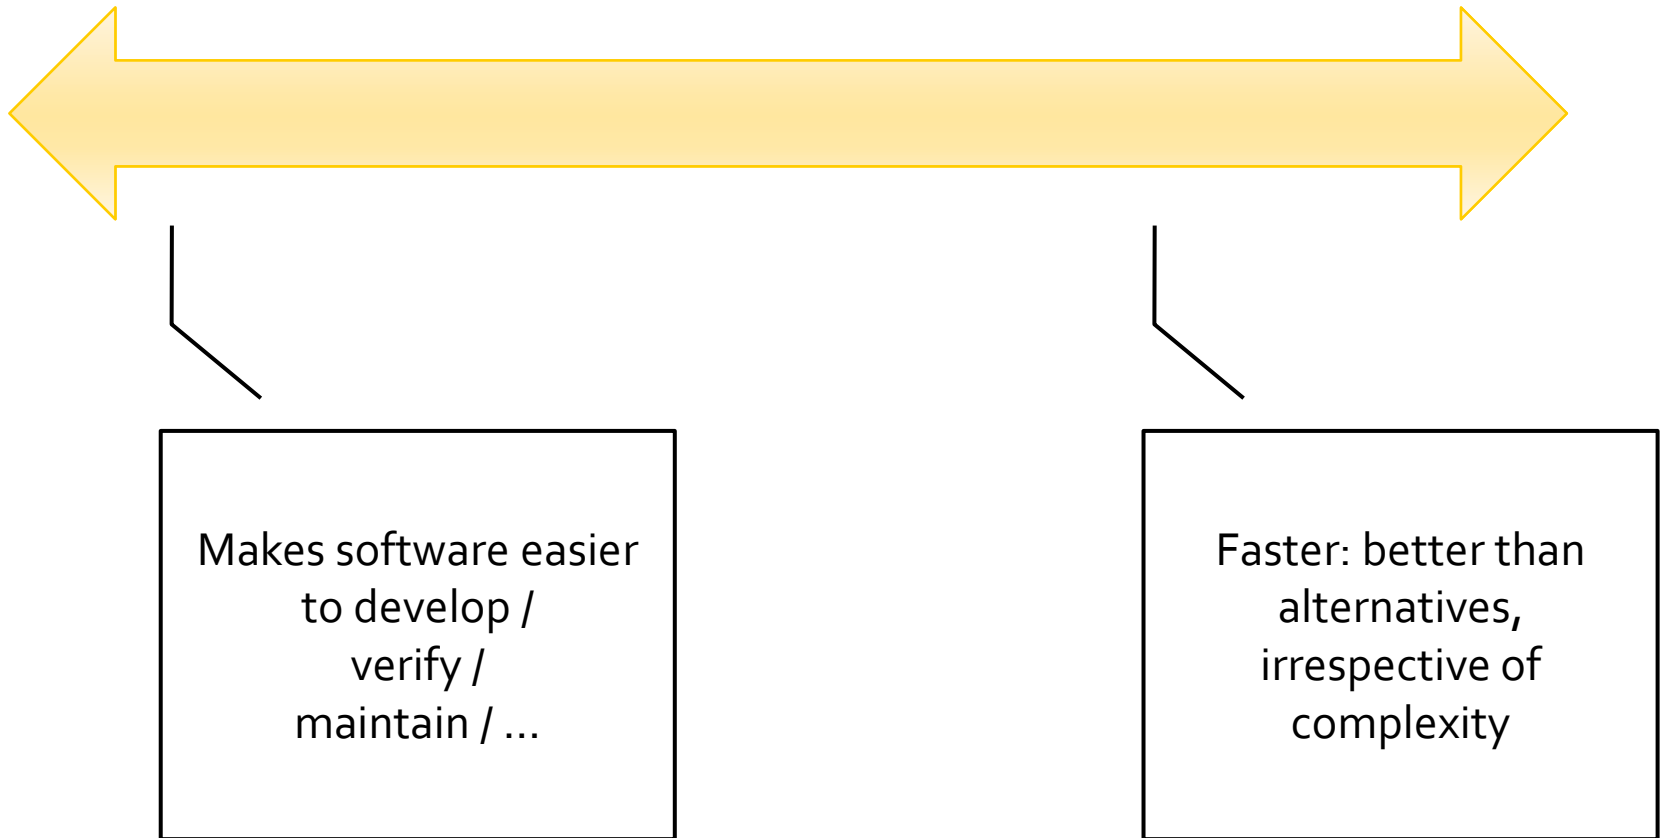 Makes software easier
to develop /
verify /
maintain / ...
Faster: better than
alternatives,
irrespective of
complexity